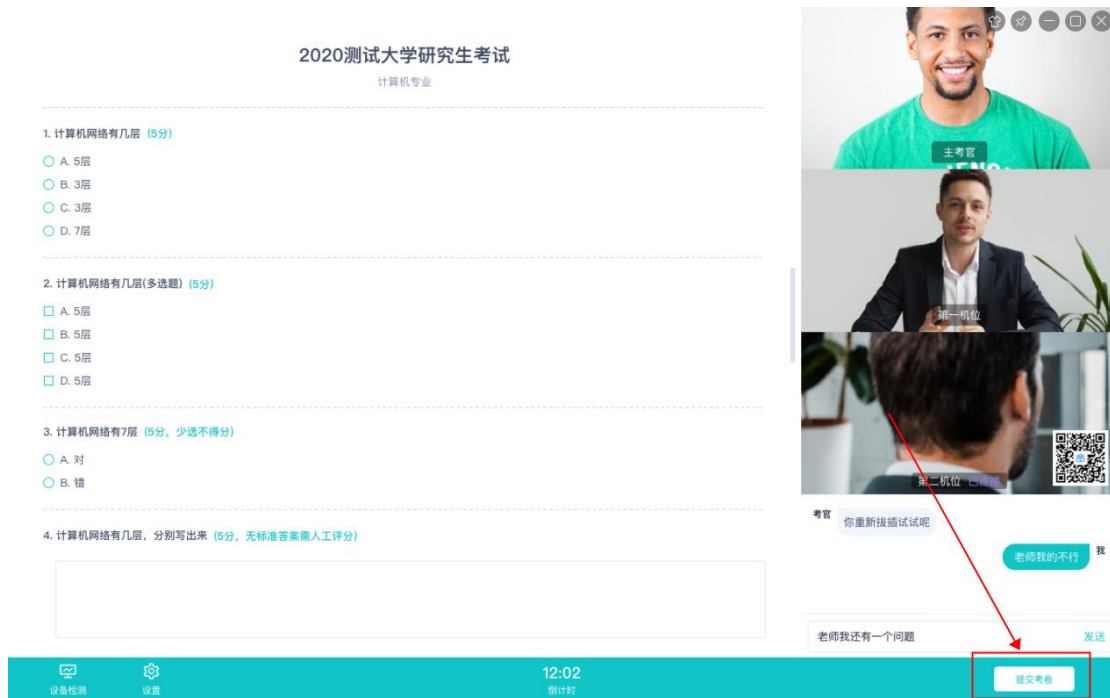 2020测试大学研究生考试
计算机专业
1. 计算机网络有几层 (5分)
A. 5层
B. 3层
C. 3层
D. 7层
2. 计算机网络有几层(多选题) (5分)
A. 5层
B. 5层
C. 5层
D. 5层
3. 计算机网络有7层 (5分，少选不得分)
A. 对
B. 错
4. 计算机网络有几层，分别写出来 (5分，无标准答案需人工评分)
主考官
第一机位
第二机位 已连接
考官
你重新拔插试试呢
老师我的不行
我
老师我还有一个问题
发送
设备检测
设置
12:02
倒计时
提交考卷